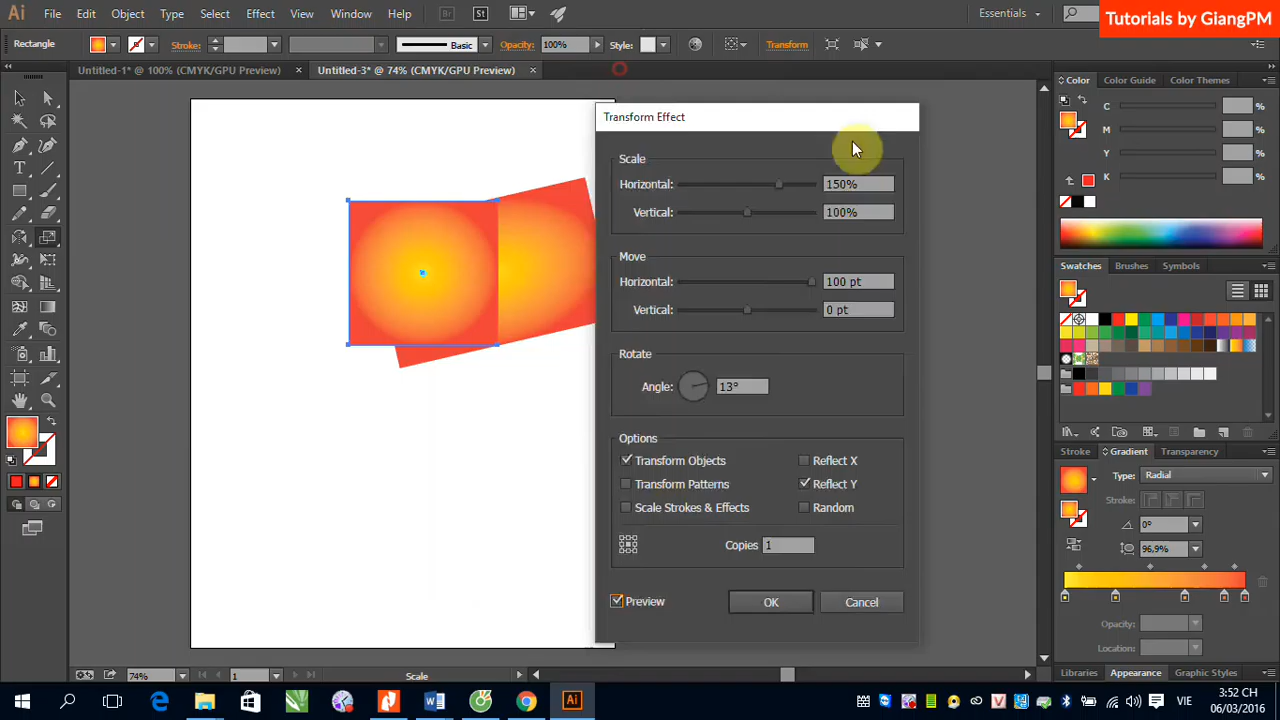 Ai File Edit Object Type Select Effect View Window Help Br St Essentials
Tutorials by GiangPM
Rectangle Stroke: Basic Opacity: 100% Style: Transform
Untitled-1* @ 100% (CMYK/GPU Preview) × Untitled-3* @ 74% (CMYK/GPU Preview) ×
Color Color Guide Color Themes
C %
M %
Y %
K %
Transform Effect
Scale
Horizontal: 150%
Vertical: 100%
Move
Horizontal: 100 pt
Vertical: 0 pt
Rotate
Angle: 13°
Options
Transform Objects Reflect X
Transform Patterns Reflect Y
Scale Strokes & Effects Random
Copies 1
Preview OK Cancel
Swatches Brushes Symbols
Stroke Gradient Transparency
Type: Radial
Stroke:
0°
96,9%
Opacity: %
Location: %
Libraries Appearance Graphic Styles
74% 1 Scale
VIE
3:52 CH
06/03/2016